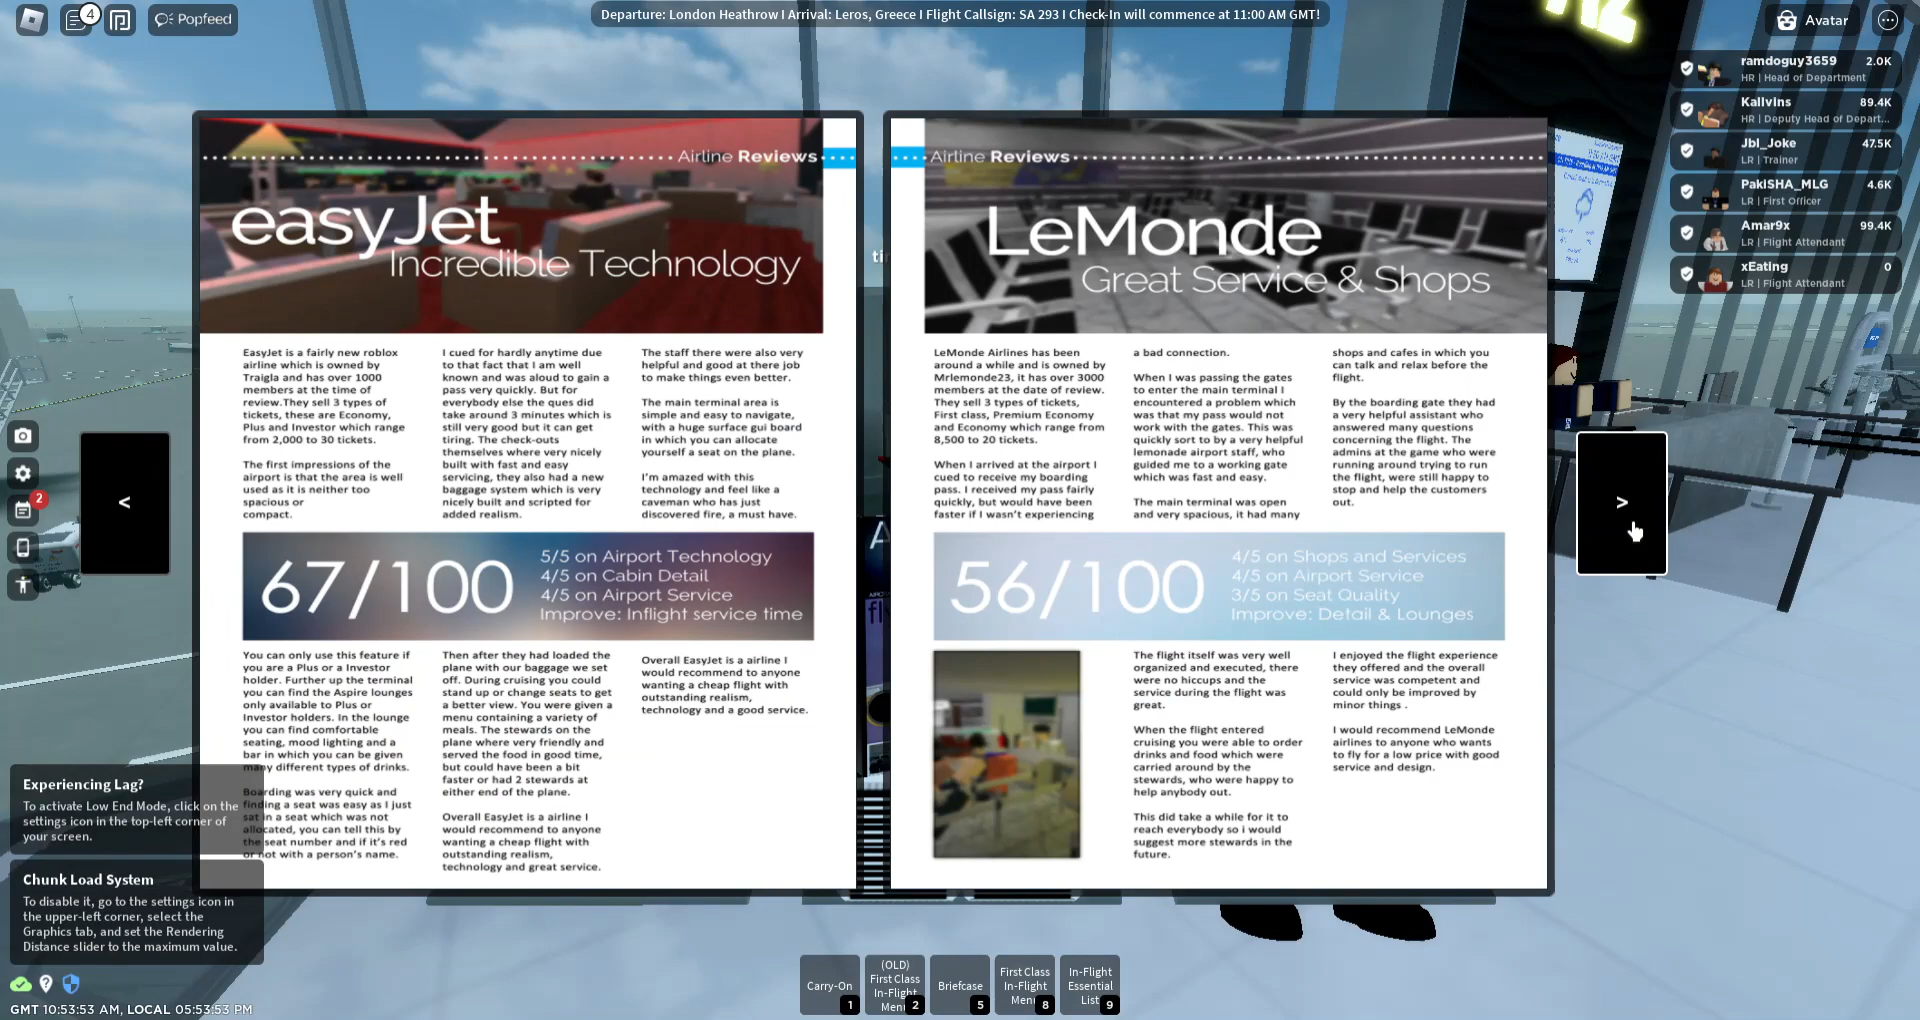 4
Popfeed
Departure: London Heathrow I Arrival: Leros, Greece I Flight Callsign: SA 293 I Check-In will commence at 11:00 AM GMT!
Avatar
ramdoguy3659 2.0K
HR | Head of Department
Kallvins 89.4K
HR | Deputy Head of Depart...
Jbl_Joke 47.5K
LR | Trainer
PakiSHA_MLG 4.6K
LR | First Officer
Amar9x 99.4K
LR | Flight Attendant
xEating 0
LR | Flight Attendant
Airline Reviews
easyJet
Incredible Technology
EasyJet is a fairly new roblox
airline which is owned by
Traigla and has over 1000
members at the time of
review.They sell 3 types of
tickets, these are Economy,
Plus and Investor which range
from 2,000 to 30 tickets.
The first impressions of the
airport is that the area is well
used as it is neither too
spacious or
compact.
I cued for hardly anytime due
to that fact that I am well
known and was aloud to gain a
pass very quickly. But for
everybody else the ques did
take around 3 minutes which is
still very good but it can get
tiring. The check-outs
themselves where very nicely
built with fast and easy
servicing, they also had a new
baggage system which is very
nicely built and scripted for
added realism.
The staff there were also very
helpful and good at there job
to make things even better.
The main terminal area is
simple and easy to navigate,
with a huge surface gui board
in which you can allocate
yourself a seat on the plane.
I'm amazed with this
technology and feel like a
caveman who has just
discovered fire, a must have.
67/100
5/5 on Airport Technology
4/5 on Cabin Detail
4/5 on Airport Service
Improve: Inflight service time
You can only use this feature if
you are a Plus or a Investor
holder. Further up the terminal
you can find the Aspire lounges
only available to Plus or
Investor holders. In the lounge
you can find comfortable
seating, mood lighting and a
bar in which you can be given
many different types of drinks.
Boarding was very quick and
finding a seat was easy as I just
sat in a seat which was not
allocated, you can tell this by
the seat number and if it's red
or not with a person's name.
Then after they had loaded the
plane with our baggage we set
off. During cruising you could
stand up or change seats to get
a better view. You were given a
menu containing a variety of
meals. The stewards on the
plane where very friendly and
served the food in good time,
but could have been a bit
faster or had 2 stewards at
either end of the plane.
Overall EasyJet is a airline I
would recommend to anyone
wanting a cheap flight with
outstanding realism,
technology and great service.
Overall EasyJet is a airline I
would recommend to anyone
wanting a cheap flight with
outstanding realism,
technology and a good service.
Airline Reviews
LeMonde
Great Service & Shops
LeMonde Airlines has been
around a while and is owned by
Mrlemonde23, it has over 3000
members at the date of review.
They sell 3 types of tickets,
First class, Premium Economy
and Economy which range from
8,500 to 20 tickets.
When I arrived at the airport I
cued to receive my boarding
pass. I received my pass fairly
quickly, but would have been
faster if I wasn't experiencing
a bad connection.
When I was passing the gates
to enter the main terminal I
encountered a problem which
was that my pass would not
work with the gates. This was
quickly sort to by a very helpful
lemonade airport staff, who
guided me to a working gate
which was fast and easy.
The main terminal was open
and very spacious, it had many
shops and cafes in which you
can talk and relax before the
flight.
By the boarding gate they had
a very helpful assistant who
answered many questions
concerning the flight. The
admins at the game who were
running around trying to run
the flight, were still happy to
stop and help the customers
out.
56/100
4/5 on Shops and Services
4/5 on Airport Service
3/5 on Seat Quality
Improve: Detail & Lounges
The flight itself was very well
organized and executed, there
were no hiccups and the
service during the flight was
great.
When the flight entered
cruising you were able to order
drinks and food which were
carried around by the
stewards, who were happy to
help anybody out.
This did take a while for it to
reach everybody so i would
suggest more stewards in the
future.
I enjoyed the flight experience
they offered and the overall
service was competent and
could only be improved by
minor things .
I would recommend LeMonde
airlines to anyone who wants
to fly for a low price with good
service and design.
<
>
2
Experiencing Lag?
To activate Low End Mode, click on the
settings icon in the top-left corner of
your screen.
Chunk Load System
To disable it, go to the settings icon in
the upper-left corner, select the
Graphics tab, and set the Rendering
Distance slider to the maximum value.
GMT 10:53:53 AM, LOCAL 05:53:53 PM
Carry-On
1
(OLD)
First Class
In-Flight
Menu
2
Briefcase
5
First Class
In-Flight
Menu
8
In-Flight
Essential
List
9